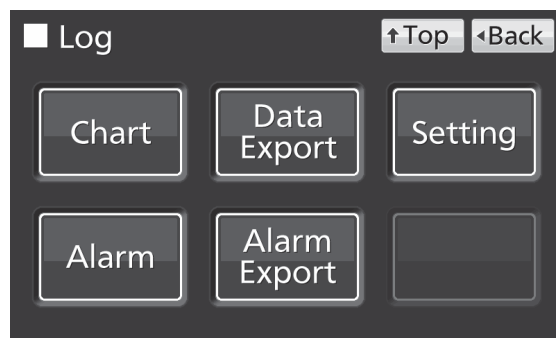 ■ Log
↑Top
◂Back
Chart
Data
Export
Setting
Alarm
Alarm
Export